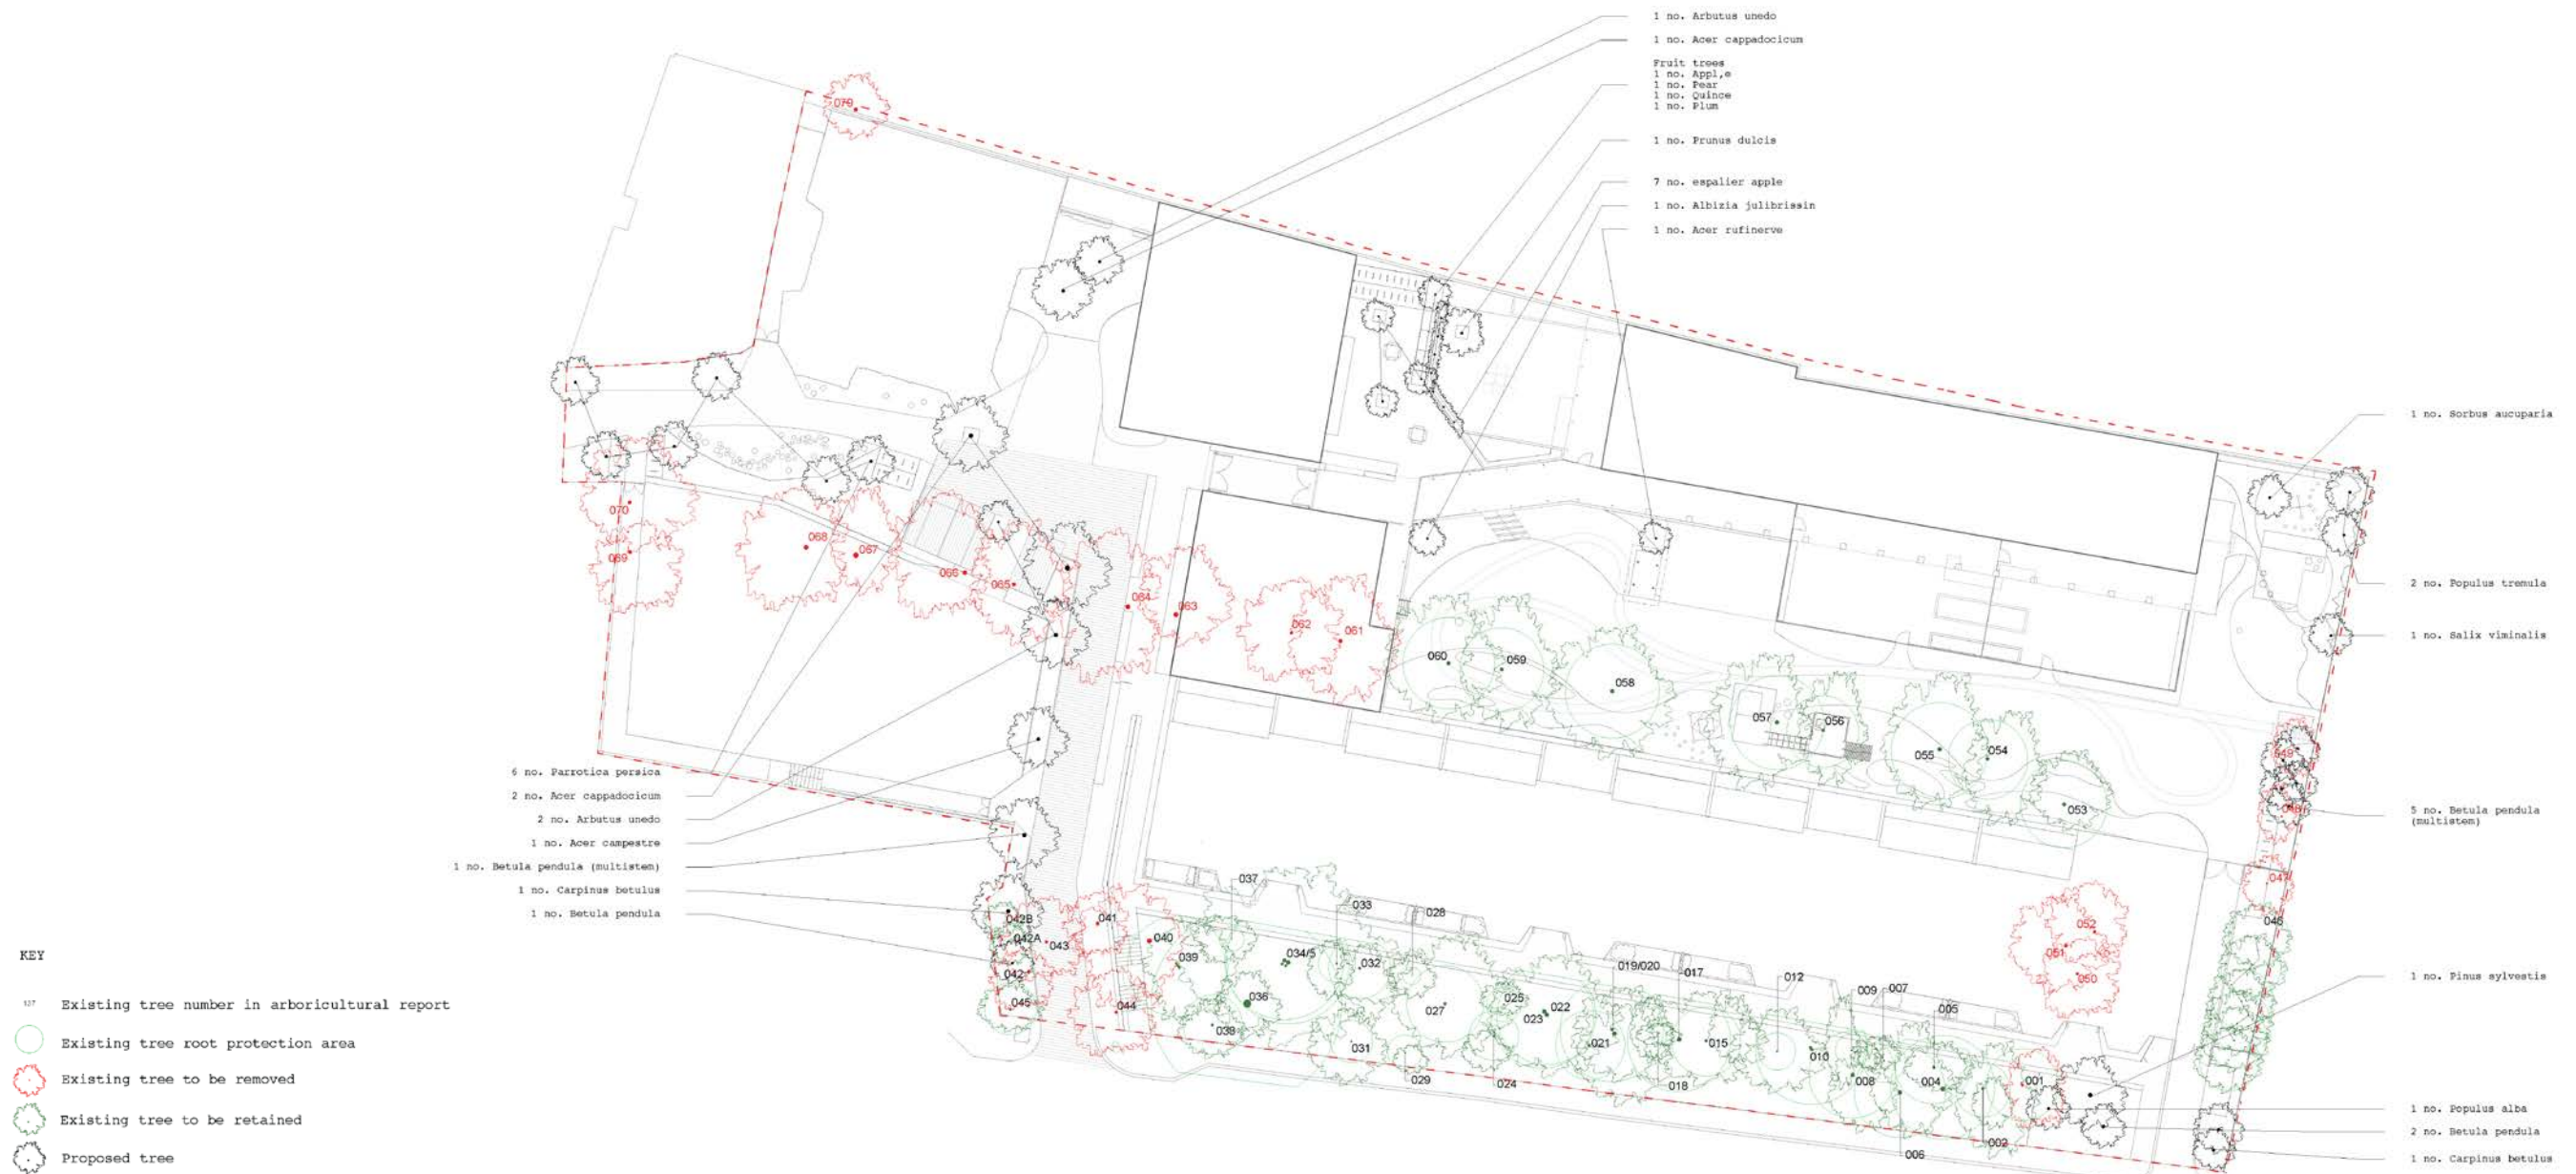 1 no. Arbutus unedo
1 no. Acer cappadocicum
Fruit trees
1 no. Appl,e
1 no. Pear
1 no. Quince
1 no. Plum
1 no. Prunus dulcis
7 no. espalier apple
1 no. Albizia julibrissin
1 no. Acer rufinerve
1 no. Sorbus aucuparia
2 no. Populus tremula
1 no. Salix viminalis
5 no. Betula pendula
(multistem)
1 no. Pinus sylvestis
1 no. Populus alba
2 no. Betula pendula
1 no. Carpinus betulus
6 no. Parrotica persica
2 no. Acer cappadocicum
2 no. Arbutus unedo
1 no. Acer campestre
1 no. Betula pendula (multistem)
1 no. Carpinus betulus
1 no. Betula pendula
079
070
069
068
067
066
065
064
063
062
061
060
059
058
057
056
055
054
053
049
048
047
046
052
051
050
037
033
028
042B
042A
043
042
045
041
040
044
039
038
036
034/5
032
031
029
027
025
024
023
022
021
019/020
018
017
015
012
010
009
008
007
006
005
004
002
001
KEY
Existing tree number in arboricultural report
Existing tree root protection area
Existing tree to be removed
Existing tree to be retained
Proposed tree